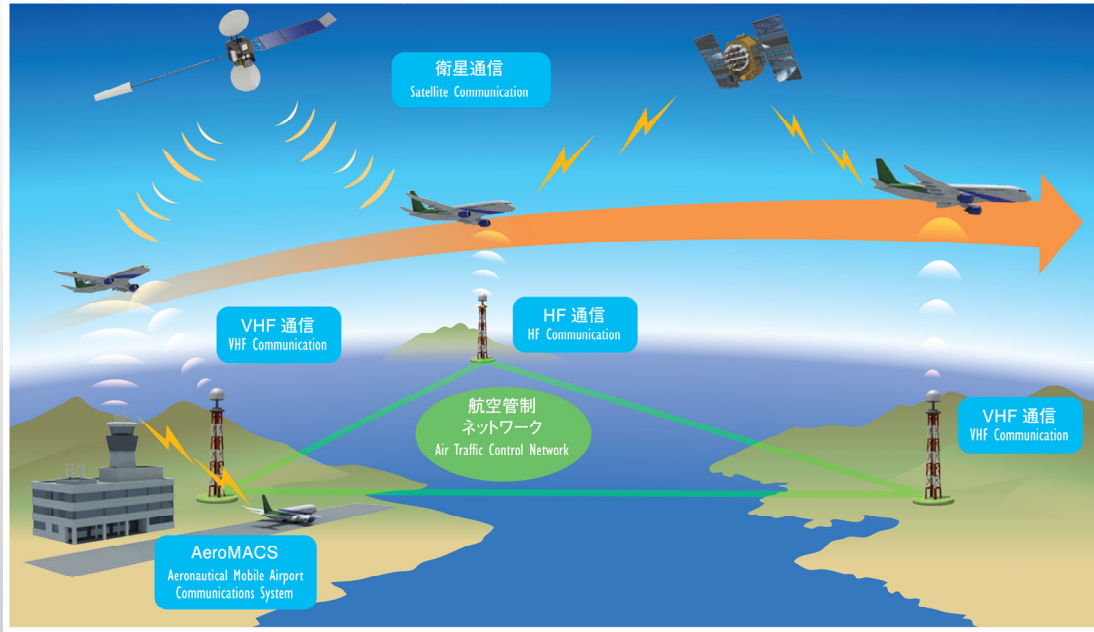 衛星通信
Satellite Communication
VHF 通信
VHF Communication
HF 通信
HF Communication
航空管制
ネットワーク
Air Traffic Control Network
VHF 通信
VHF Communication
AeroMACS
Aeronautical Mobile Airport
Communications System